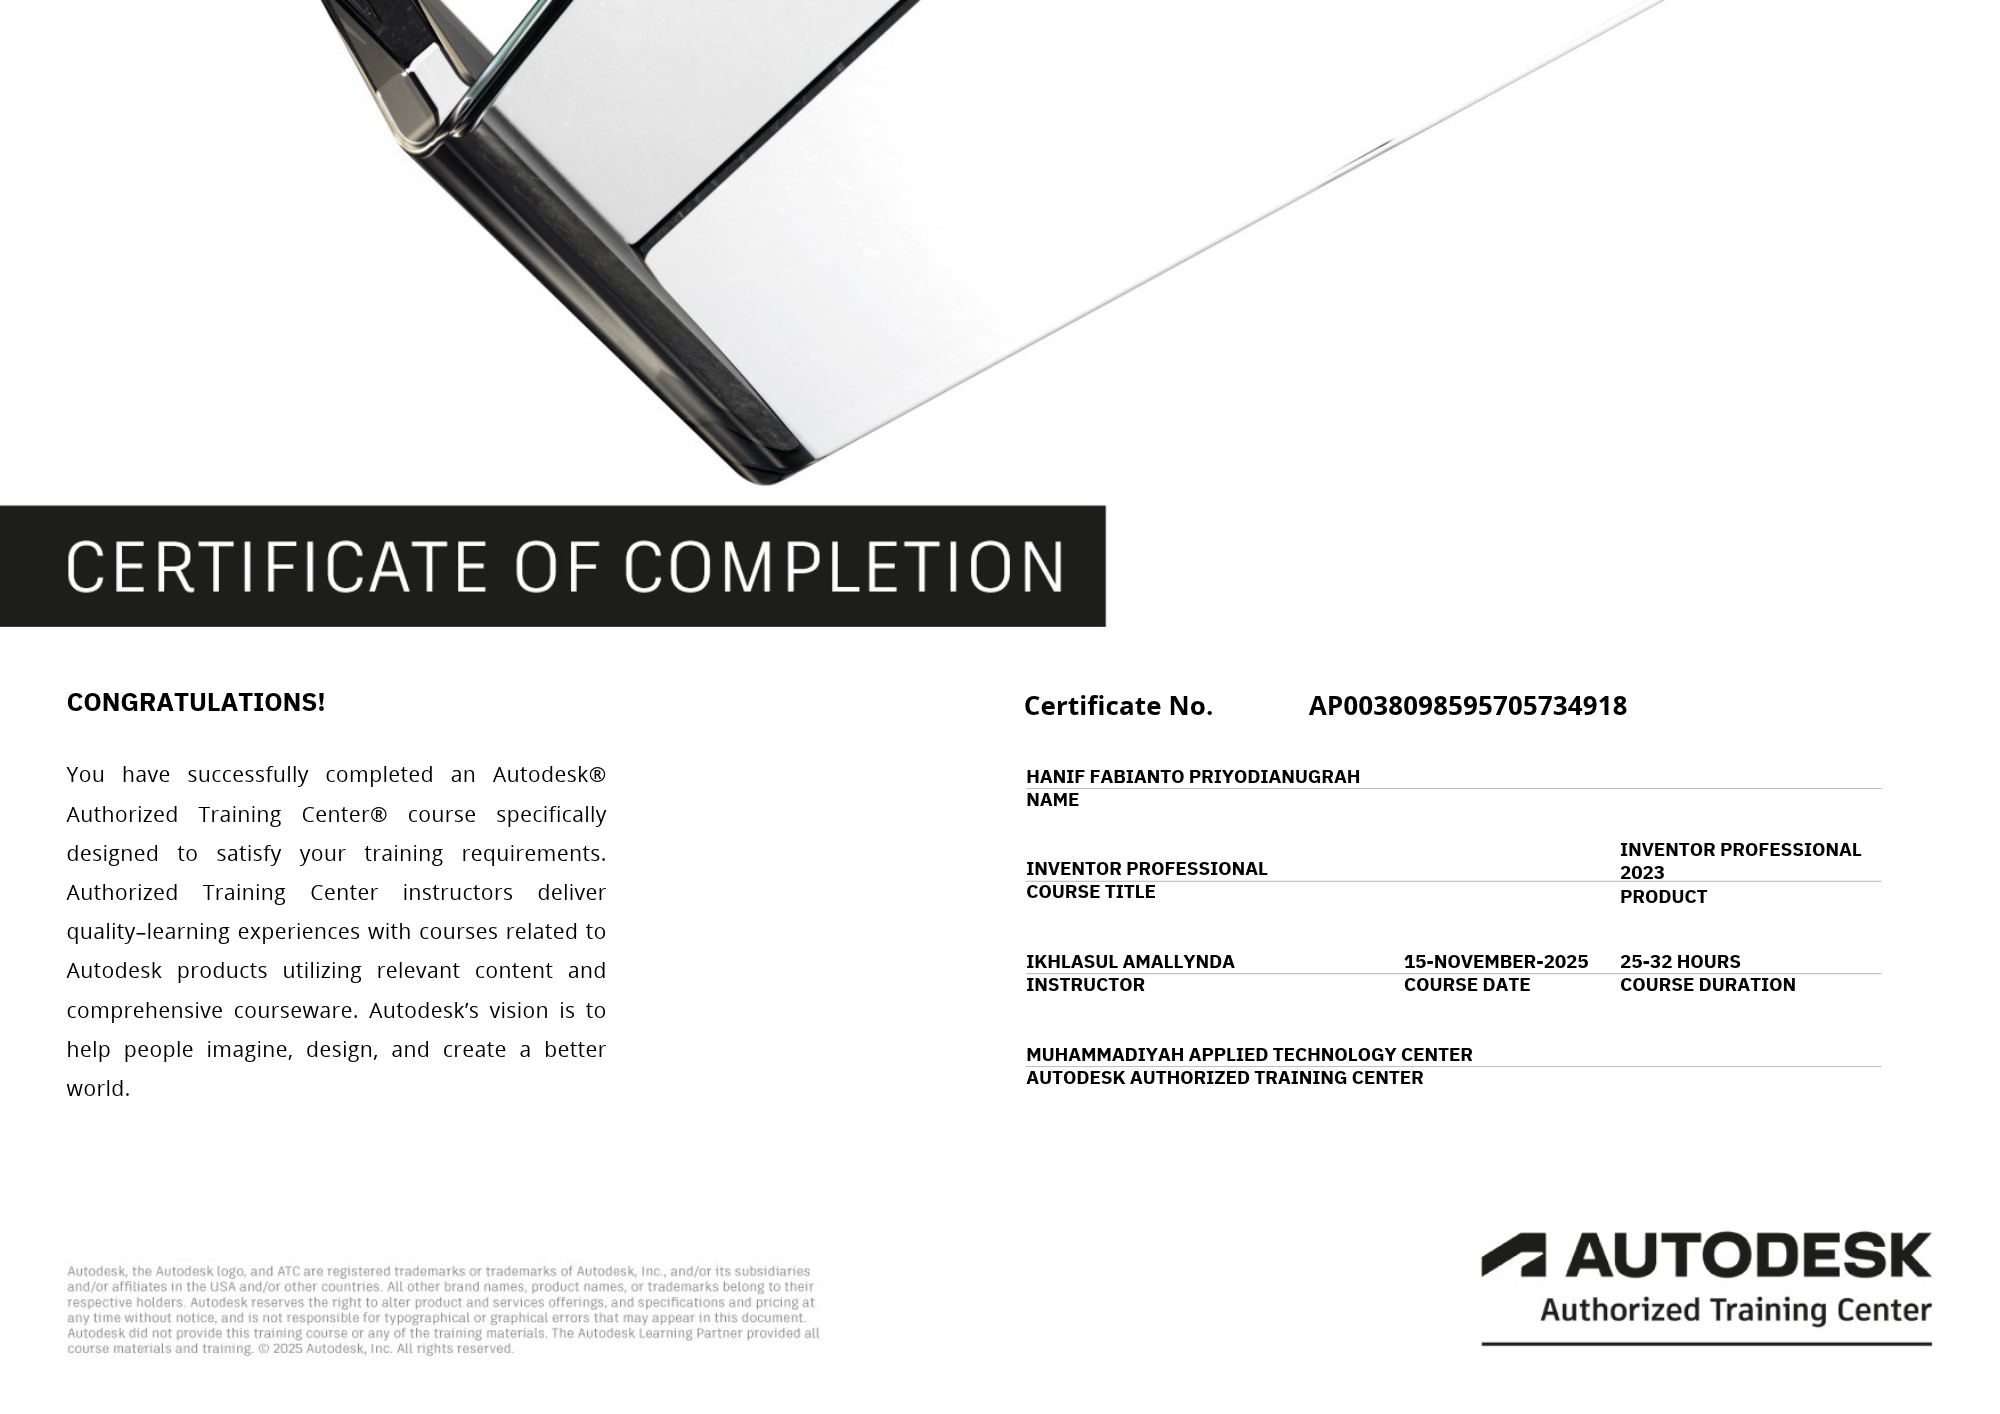 CERTIFICATE OF COMPLETION
CONGRATULATIONS!
You have successfully completed an Autodesk®
Authorized Training Center® course specifically
designed to satisfy your training requirements.
Authorized Training Center instructors deliver
quality–learning experiences with courses related to
Autodesk products utilizing relevant content and
comprehensive courseware. Autodesk’s vision is to
help people imagine, design, and create a better
world.
Certificate No. AP0038098595705734918
HANIF FABIANTO PRIYODIANUGRAH
NAME
INVENTOR PROFESSIONAL
COURSE TITLE
INVENTOR PROFESSIONAL
2023
PRODUCT
IKHLASUL AMALLYNDA 15-NOVEMBER-2025 25-32 HOURS
INSTRUCTOR COURSE DATE COURSE DURATION
MUHAMMADIYAH APPLIED TECHNOLOGY CENTER
AUTODESK AUTHORIZED TRAINING CENTER
Autodesk, the Autodesk logo, and ATC are registered trademarks or trademarks of Autodesk, Inc., and/or its subsidiaries
and/or affiliates in the USA and/or other countries. All other brand names, product names, or trademarks belong to their
respective holders. Autodesk reserves the right to alter product and services offerings, and specifications and pricing at
any time without notice, and is not responsible for typographical or graphical errors that may appear in this document.
Autodesk did not provide this training course or any of the training materials. The Autodesk Learning Partner provided all
course materials and training. © 2025 Autodesk, Inc. All rights reserved.
AUTODESK
Authorized Training Center